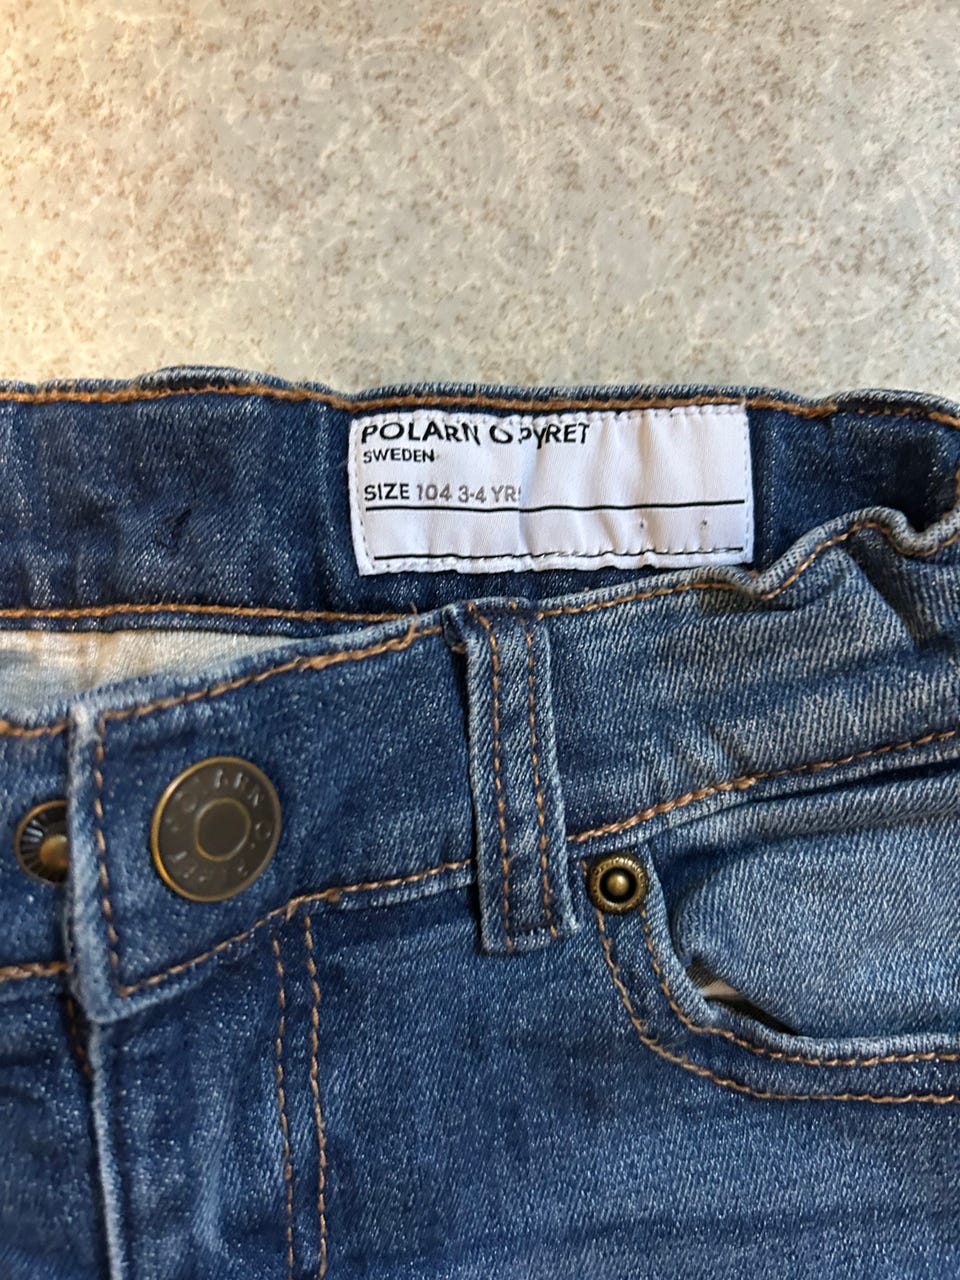 POLARN O. PYRET
SWEDEN
SIZE 104 3-4 YRS